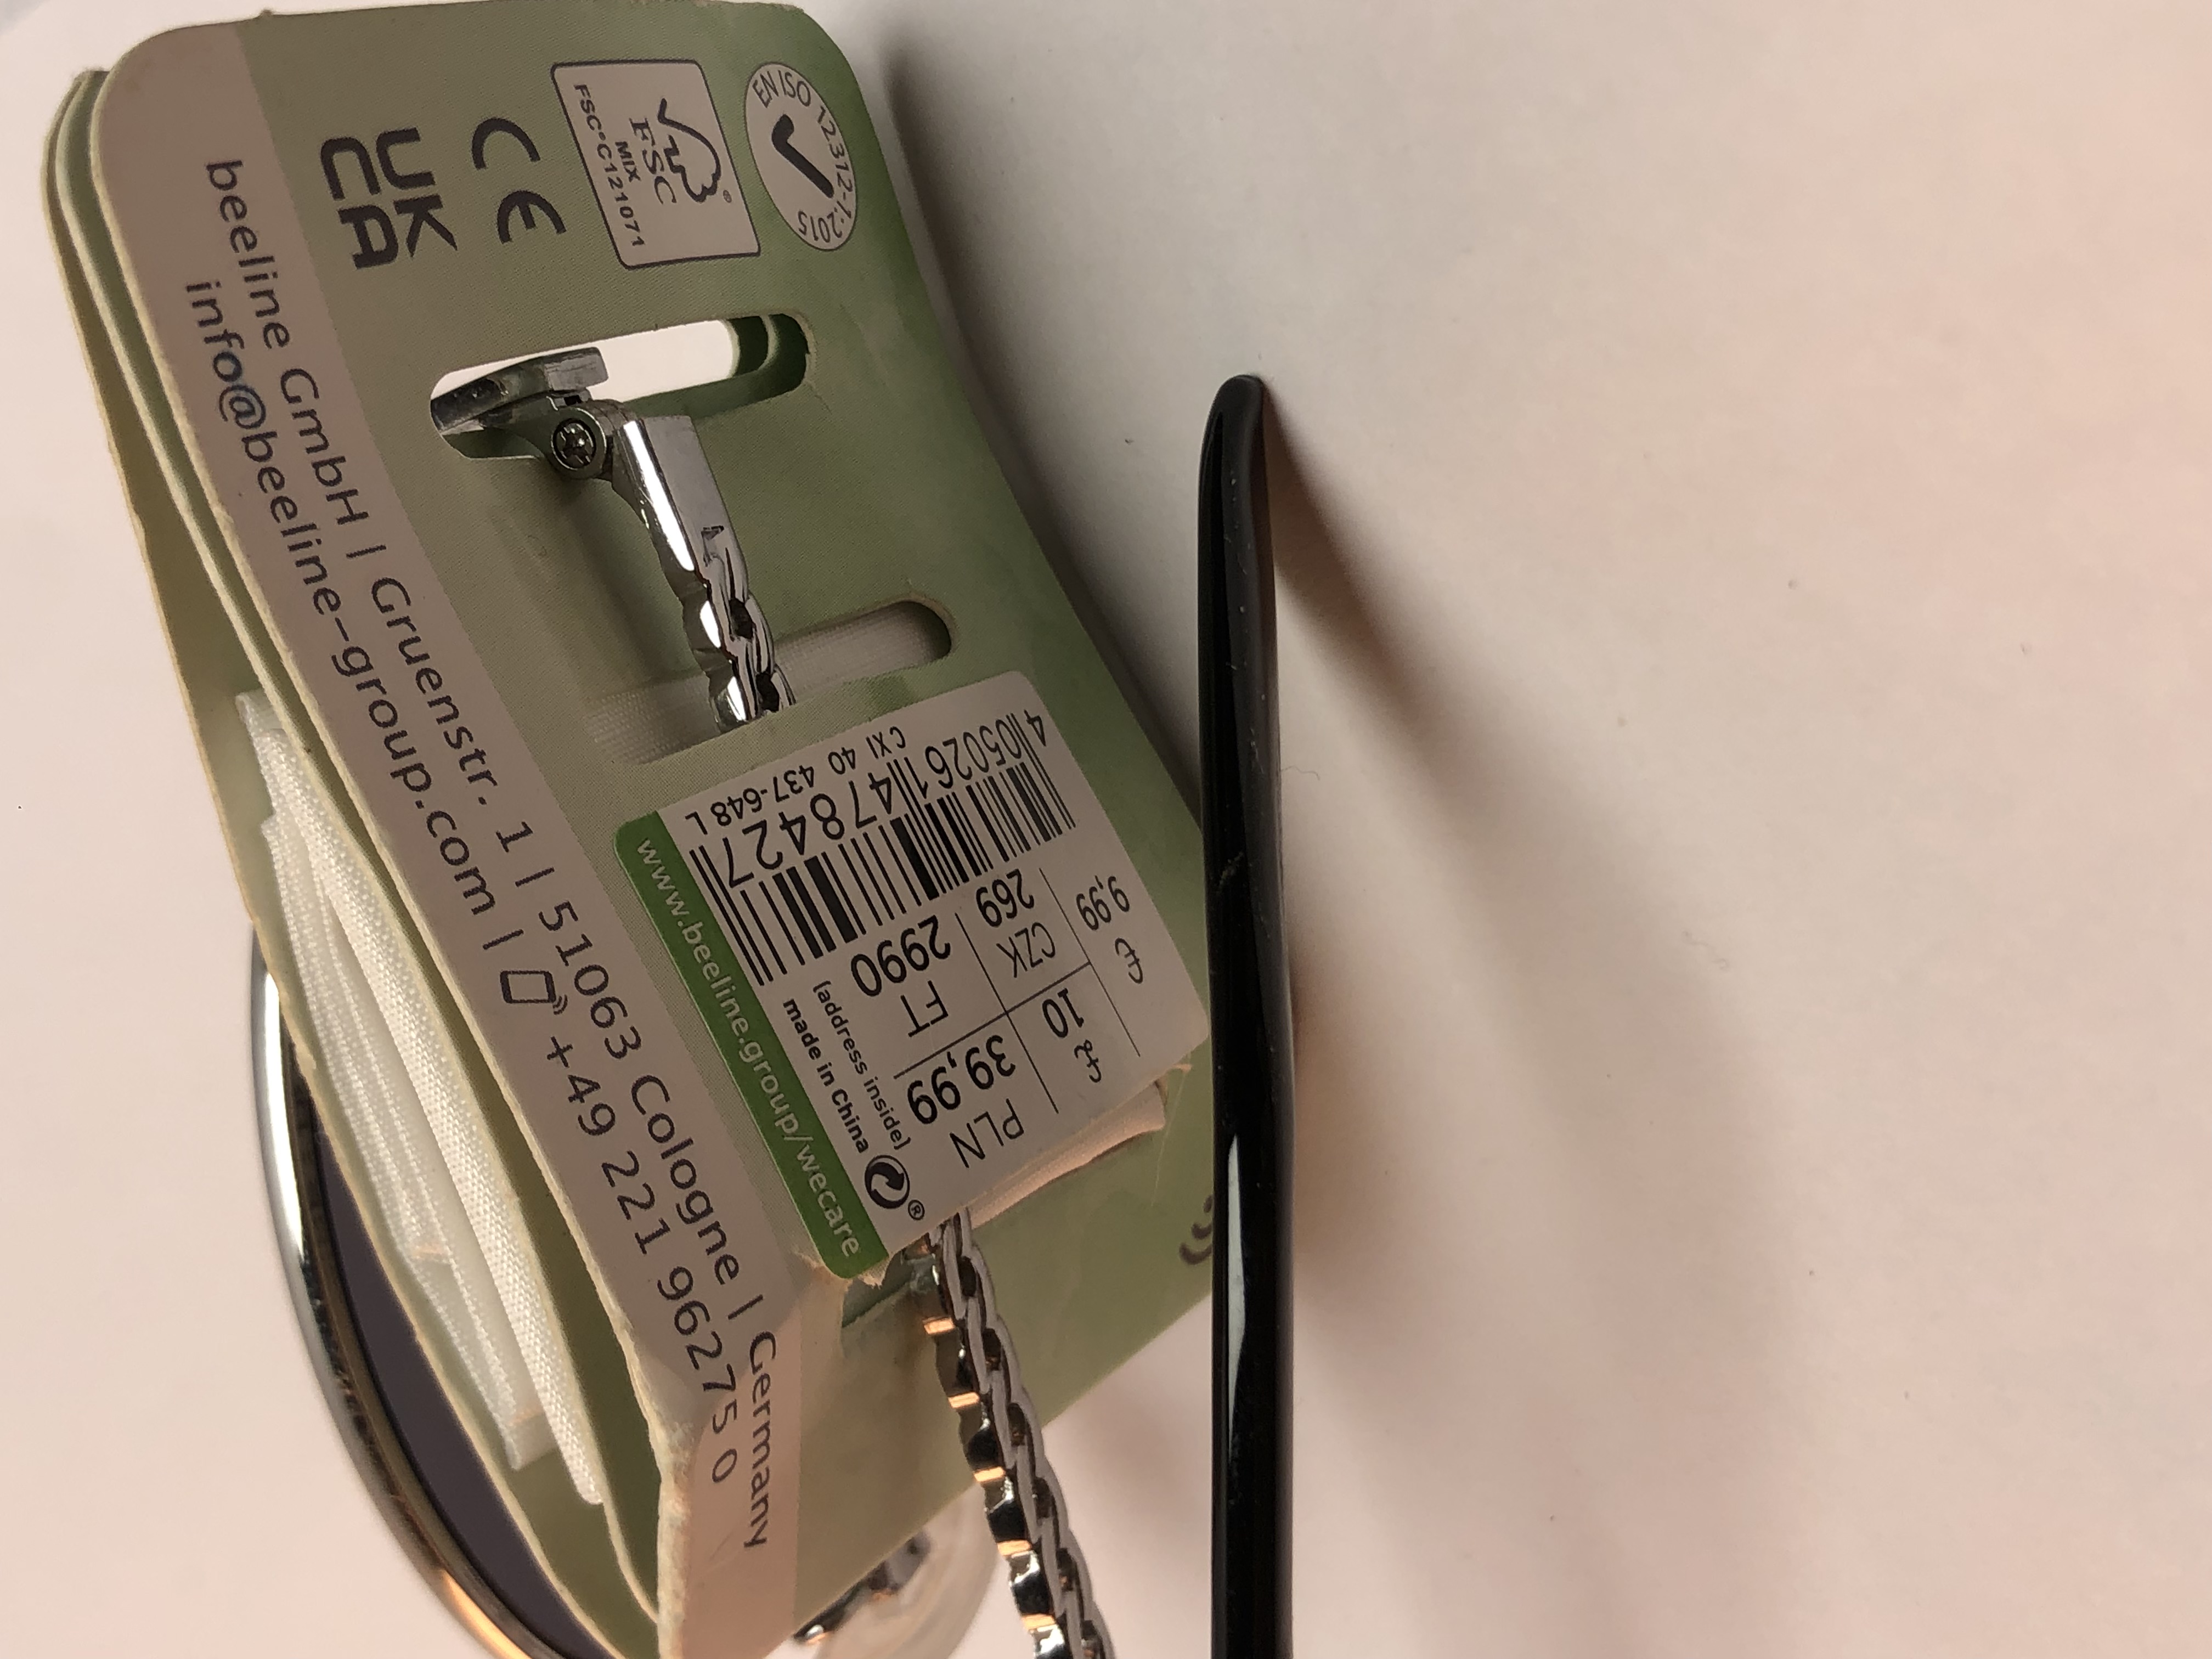 beeline GmbH | Gruenstr. 1 | 51063 Cologne | Germany
info@beeline-group.com | +49 221 96275 0
UK
CA
CE
FSC
MIX
FSC® C121071
EN ISO 12312-1:2015
www.beeline.group/wecare
made in China
(address inside)
9,99
10
CZK
269
PLN
39,99
FT
2990
4 050261 478427
CXI 40 437-648 L